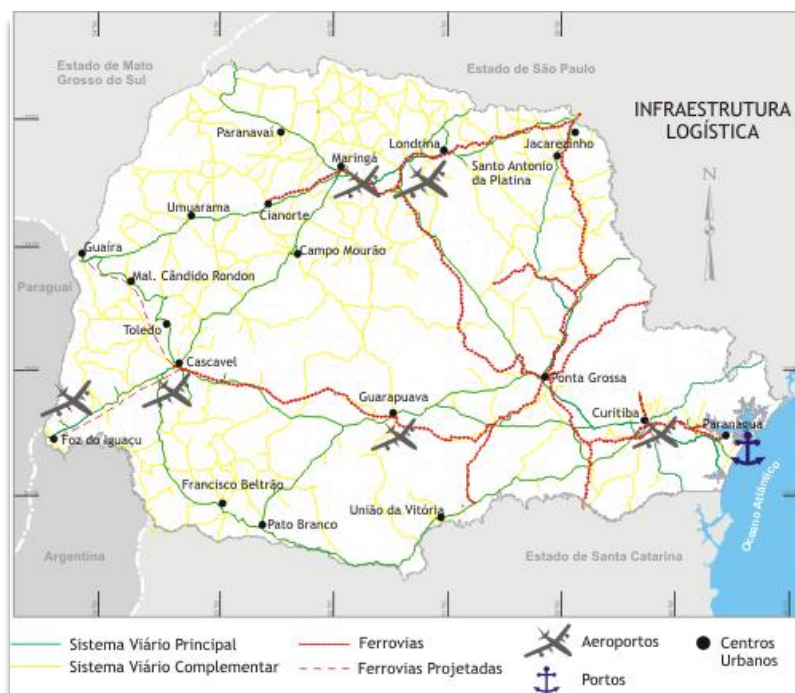 Estado de Mato
Grosso do Sul
Estado de São Paulo
INFRAESTRUTURA
LOGÍSTICA
N
Paranavaí
Londrina
Jacarezinho
Maringá
Santo Antonio
da Platina
Umuarama
Cianorte
Guaíra
Campo Mourão
Mal. Cândido Rondon
Paraguai
Toledo
Cascavel
Ponta Grossa
Guarapuava
Curitiba
Paranaguá
Foz do Iguaçu
Francisco Beltrão
União da Vitória
Pato Branco
Oceano Atlântico
Argentina
Estado de Santa Catarina
Sistema Viário Principal
Sistema Viário Complementar
Ferrovias
Ferrovias Projetadas
Aeroportos
Portos
Centros
Urbanos